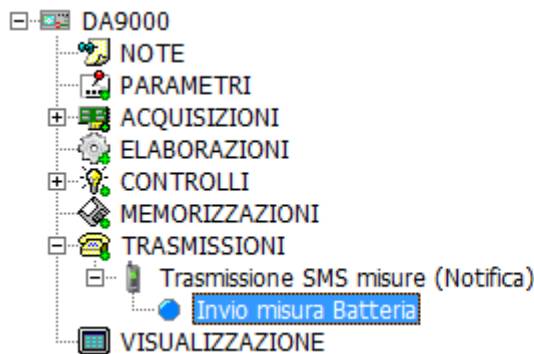 DA9000
NOTE
PARAMETRI
ACQUISIZIONI
ELABORAZIONI
CONTROLLI
MEMORIZZAZIONI
TRASMISSIONI
Trasmissione SMS misure (Notifica)
Invio misura Batteria
VISUALIZZAZIONE